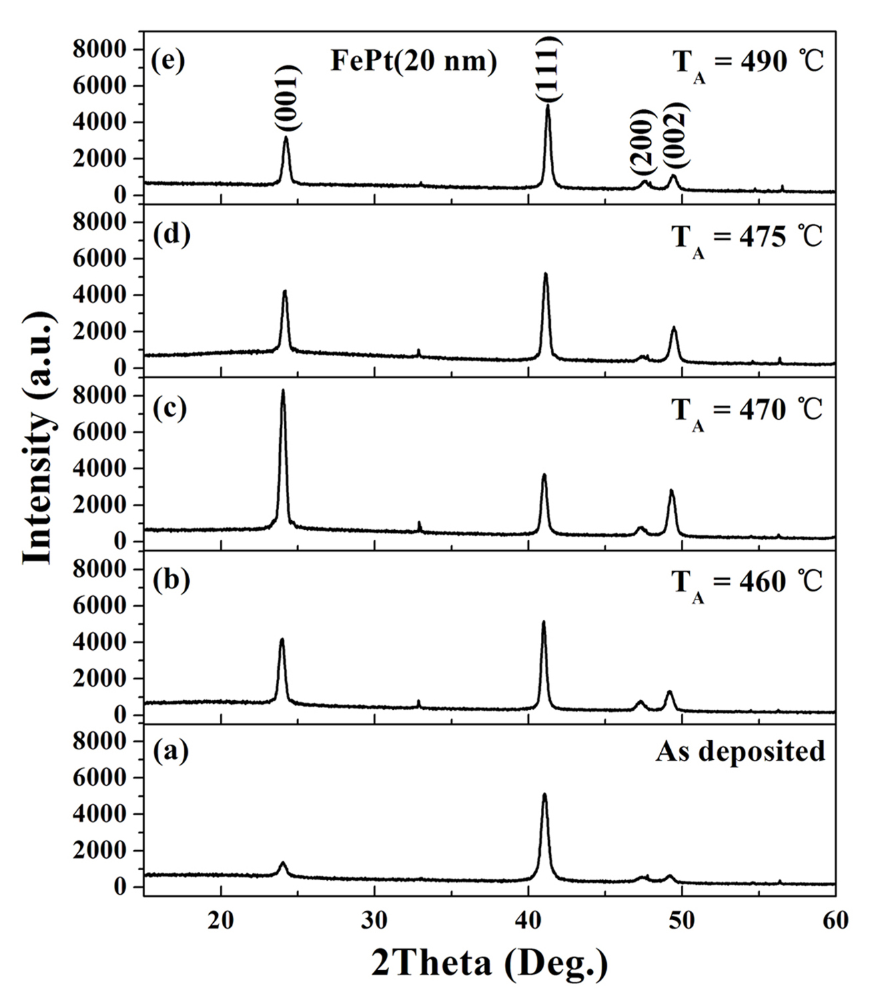 (e) FePt(20 nm) T_A = 490 ℃
(001) (111) (200) (002)
8000
6000
4000
2000
0
(d) T_A = 475 ℃
8000
6000
4000
2000
0
(c) T_A = 470 ℃
8000
6000
4000
2000
0
(b) T_A = 460 ℃
8000
6000
4000
2000
0
(a) As deposited
8000
6000
4000
2000
0
Intensity (a.u.)
20 30 40 50 60
2Theta (Deg.)